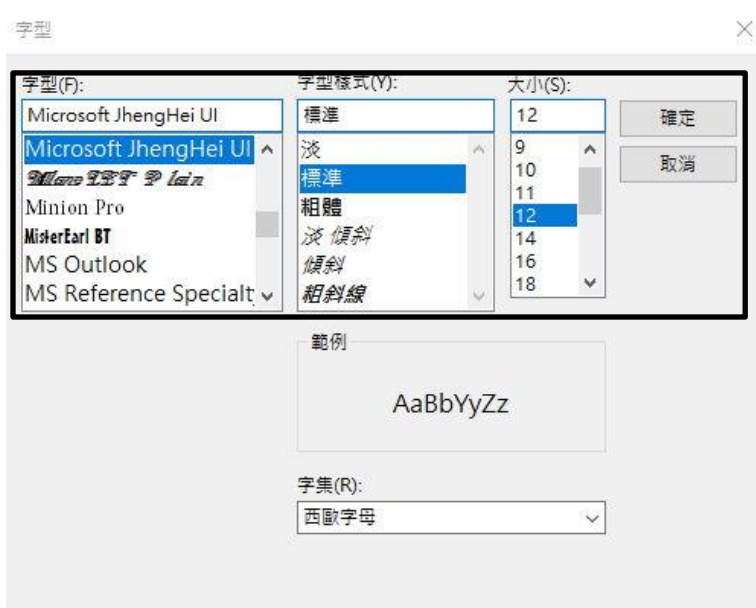 字型
字型(F):
Microsoft JhengHei UI
Microsoft JhengHei UI
Milano LET Plain
Minion Pro
MisterEarl BT
MS Outlook
MS Reference Specialt
字型樣式(Y):
標準
淡
標準
粗體
淡 傾斜
傾斜
粗斜線
大小(S):
12
9
10
11
12
14
16
18
確定
取消
範例
AaBbYyZz
字集(R):
西歐字母